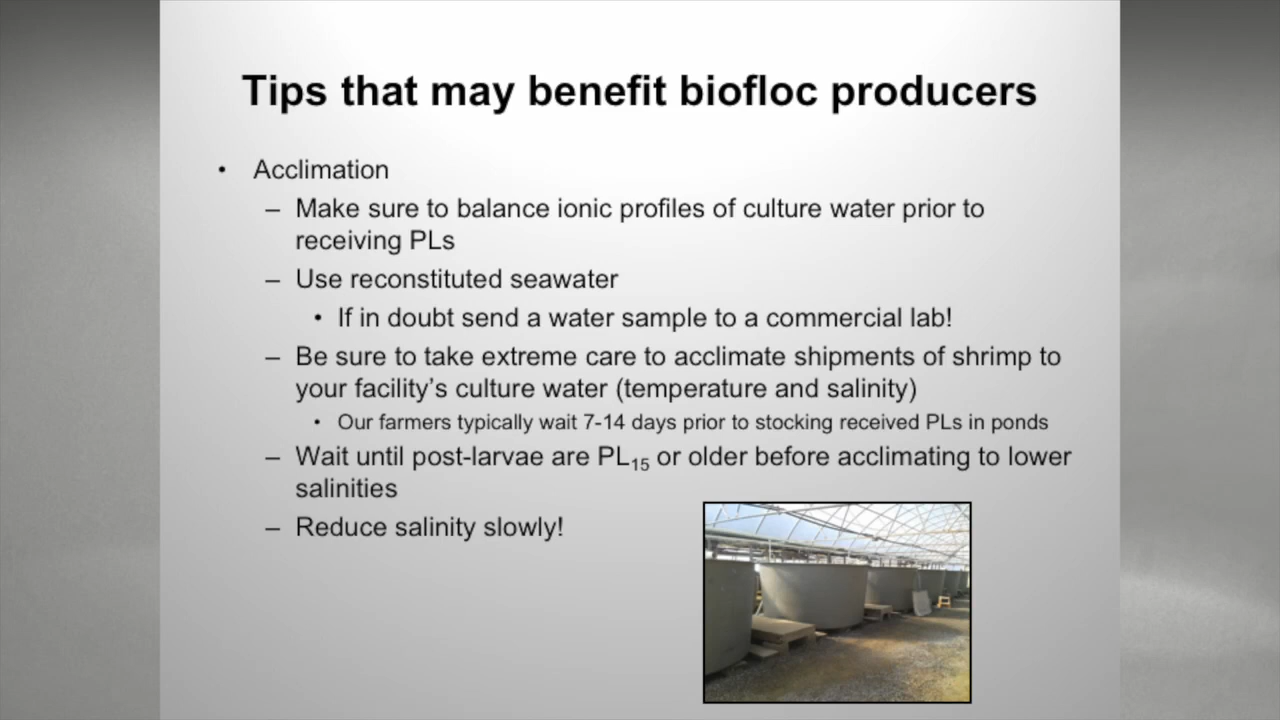 Tips that may benefit biofloc producers
• Acclimation
– Make sure to balance ionic profiles of culture water prior to
receiving PLs
– Use reconstituted seawater
• If in doubt send a water sample to a commercial lab!
– Be sure to take extreme care to acclimate shipments of shrimp to
your facility’s culture water (temperature and salinity)
• Our farmers typically wait 7-14 days prior to stocking received PLs in ponds
– Wait until post-larvae are PL15 or older before acclimating to lower
salinities
– Reduce salinity slowly!